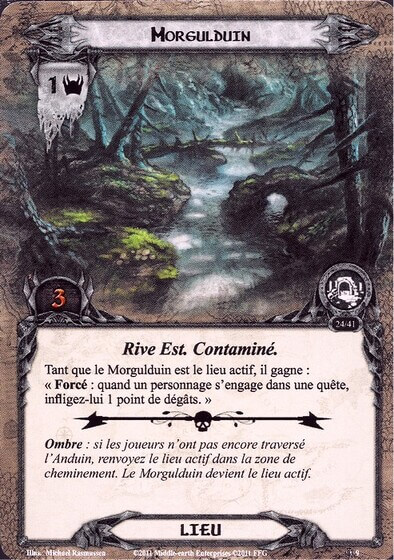 Morgulduin
1
3
24/41
Rive Est. Contaminé.
Tant que le Morgulduin est le lieu actif, il gagne :
« Forcé : quand un personnage s'engage dans une quête,
infligez-lui 1 point de dégâts. »
Ombre : si les joueurs n'ont pas encore traversé
l'Anduin, renvoyez le lieu actif dans la zone de
cheminement. Le Morgulduin devient le lieu actif.
Illus. Michael Rasmussen
©2011 Middle-earth Enterprises ©2011 FFG
9
LIEU